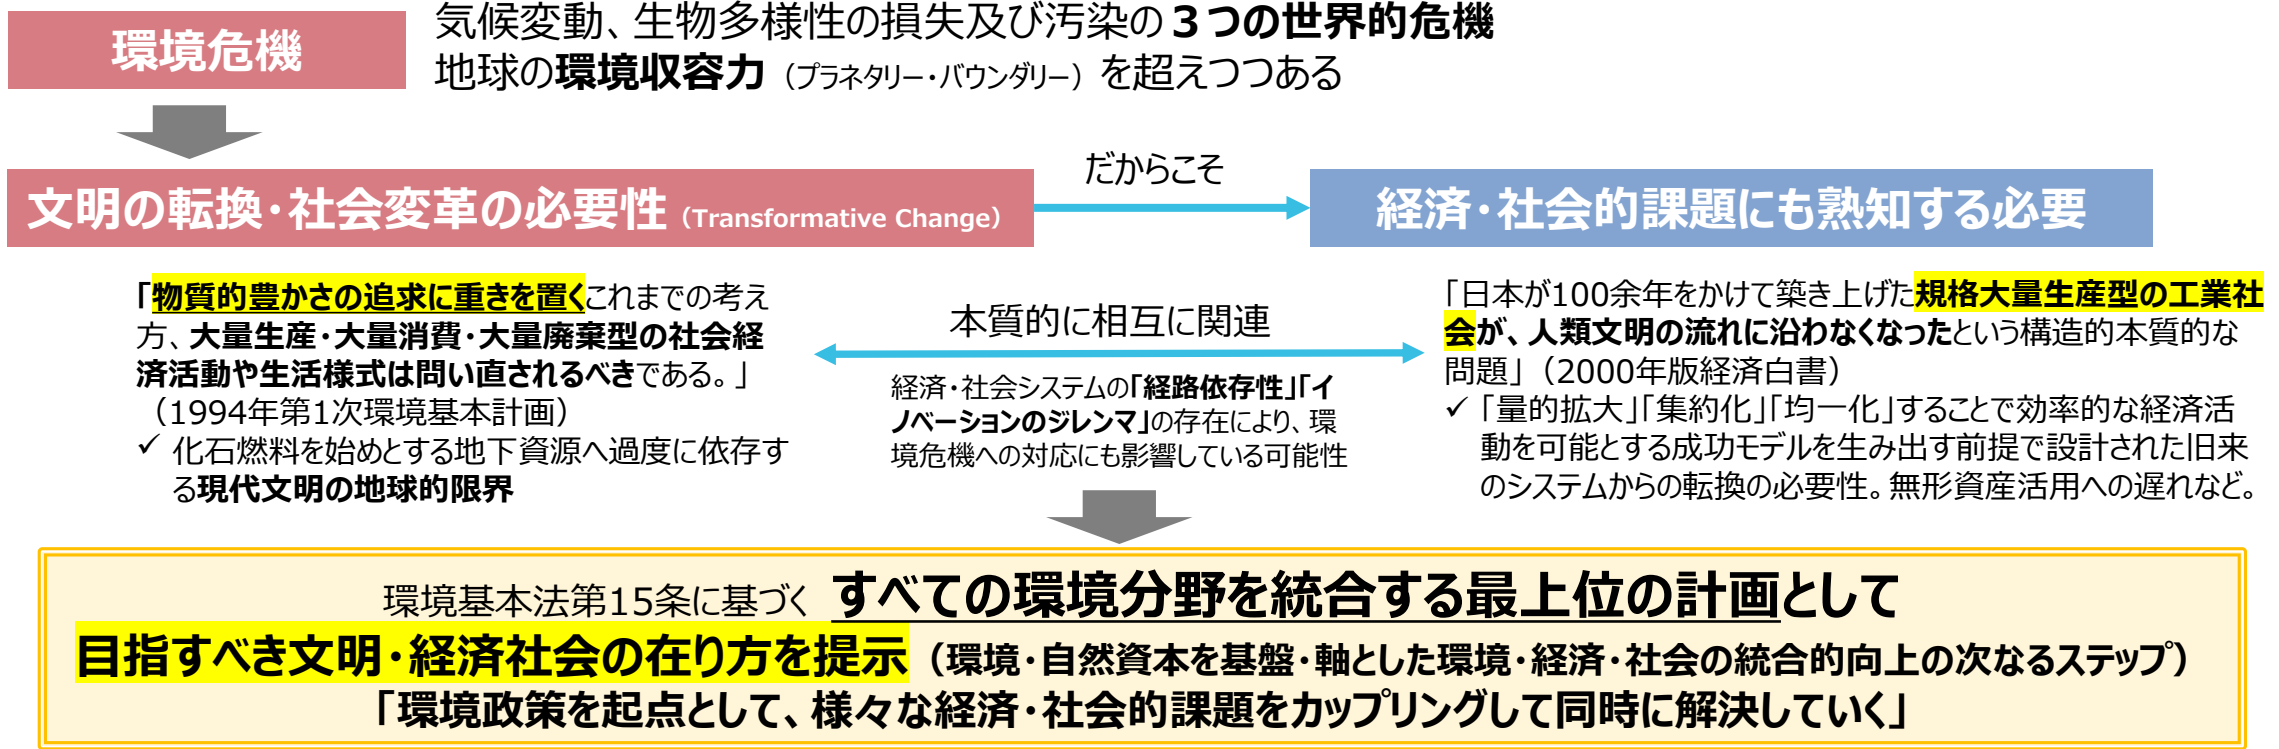 環境危機
気候変動、生物多様性の損失及び汚染の３つの世界的危機
地球の環境収容力（プラネタリー・バウンダリー）を超えつつある
文明の転換・社会変革の必要性（Transformative Change）
だからこそ
経済・社会的課題にも熟知する必要
「物質的豊かさの追求に重きを置くこれまでの考え
方、大量生産・大量消費・大量廃棄型の社会経
済活動や生活様式は問い直されるべきである。」
（1994年第1次環境基本計画）
✓ 化石燃料を始めとする地下資源へ過度に依存す
る現代文明の地球的限界
本質的に相互に関連
経済・社会システムの「経路依存性」「イ
ノベーションのジレンマ」の存在により、環
境危機への対応にも影響している可能性
「日本が100余年をかけて築き上げた規格大量生産型の工業社
会が、人類文明の流れに沿わなくなったという構造的本質的な
問題」（2000年版経済白書）
✓ 「量的拡大」「集約化」「均一化」することで効率的な経済活
動を可能とする成功モデルを生み出す前提で設計された旧来
のシステムからの転換の必要性。無形資産活用への遅れなど。
環境基本法第15条に基づく すべての環境分野を統合する最上位の計画として
目指すべき文明・経済社会の在り方を提示（環境・自然資本を基盤・軸とした環境・経済・社会の統合的向上の次なるステップ）
「環境政策を起点として、様々な経済・社会的課題をカップリングして同時に解決していく」